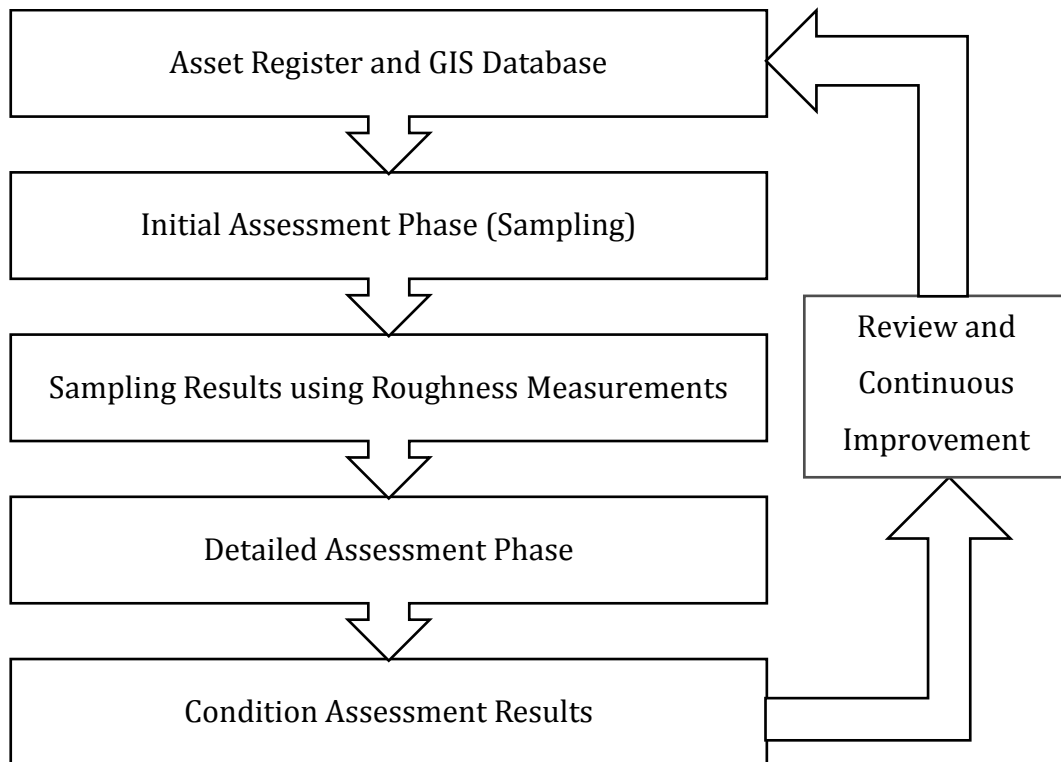 Asset Register and GIS Database
Initial Assessment Phase (Sampling)
Sampling Results using Roughness Measurements
Detailed Assessment Phase
Condition Assessment Results
Review and
Continuous
Improvement